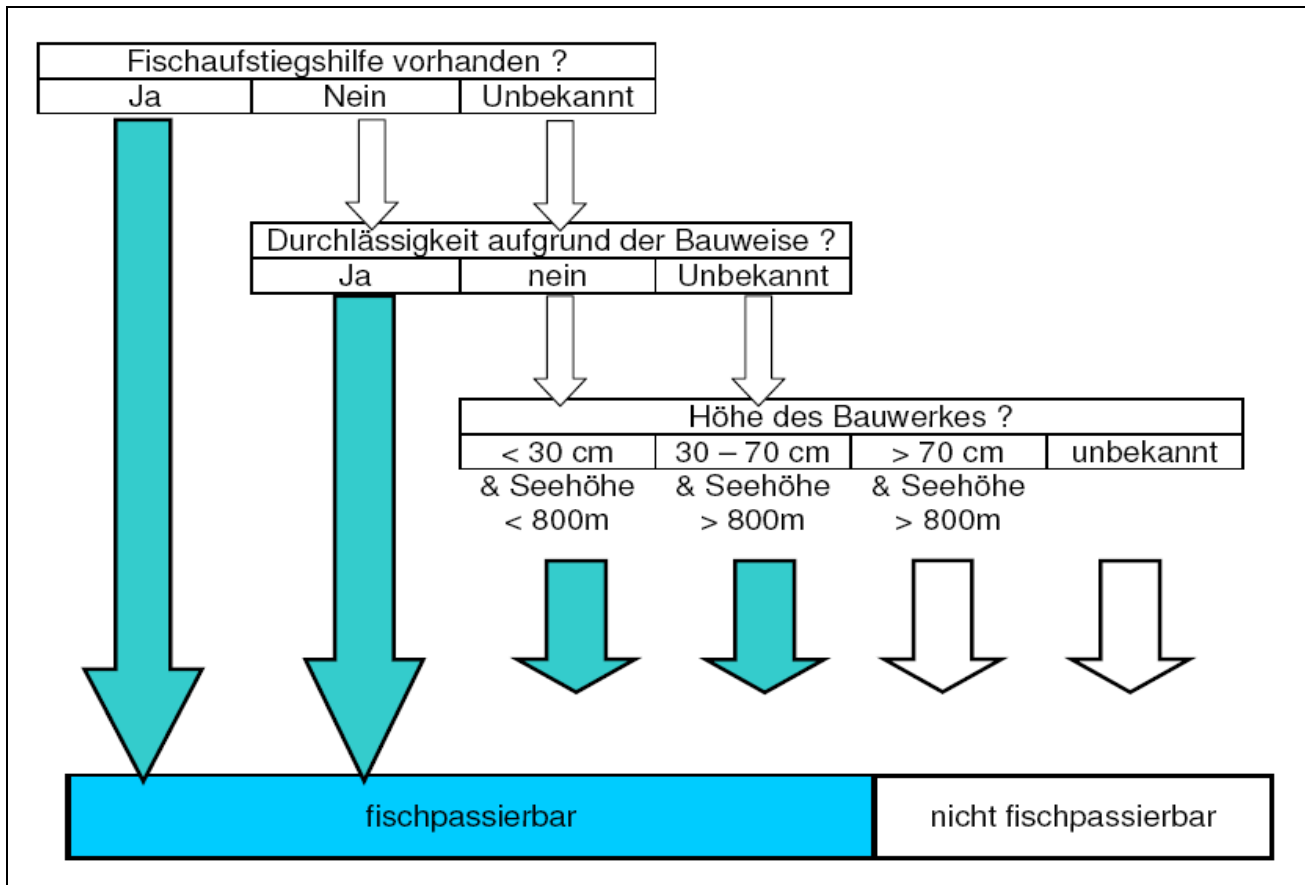 Fischaufstiegshilfe vorhanden ?
Ja Nein Unbekannt
Durchlässigkeit aufgrund der Bauweise ?
Ja nein Unbekannt
Höhe des Bauwerkes ?
< 30 cm 30 – 70 cm > 70 cm unbekannt
& Seehöhe & Seehöhe & Seehöhe
< 800m > 800m > 800m
fischpassierbar nicht fischpassierbar